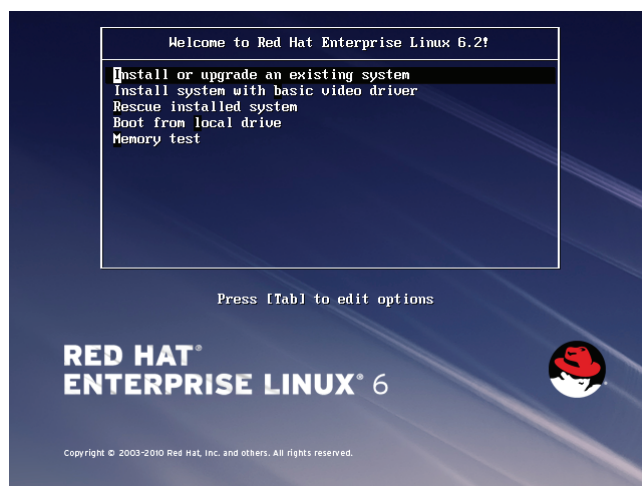 Welcome to Red Hat Enterprise Linux 6.2!
Install or upgrade an existing system
Install system with basic video driver
Rescue installed system
Boot from local drive
Memory test
Press [Tab] to edit options
RED HAT®
ENTERPRISE LINUX® 6
Copyright © 2003-2010 Red Hat, Inc. and others. All rights reserved.